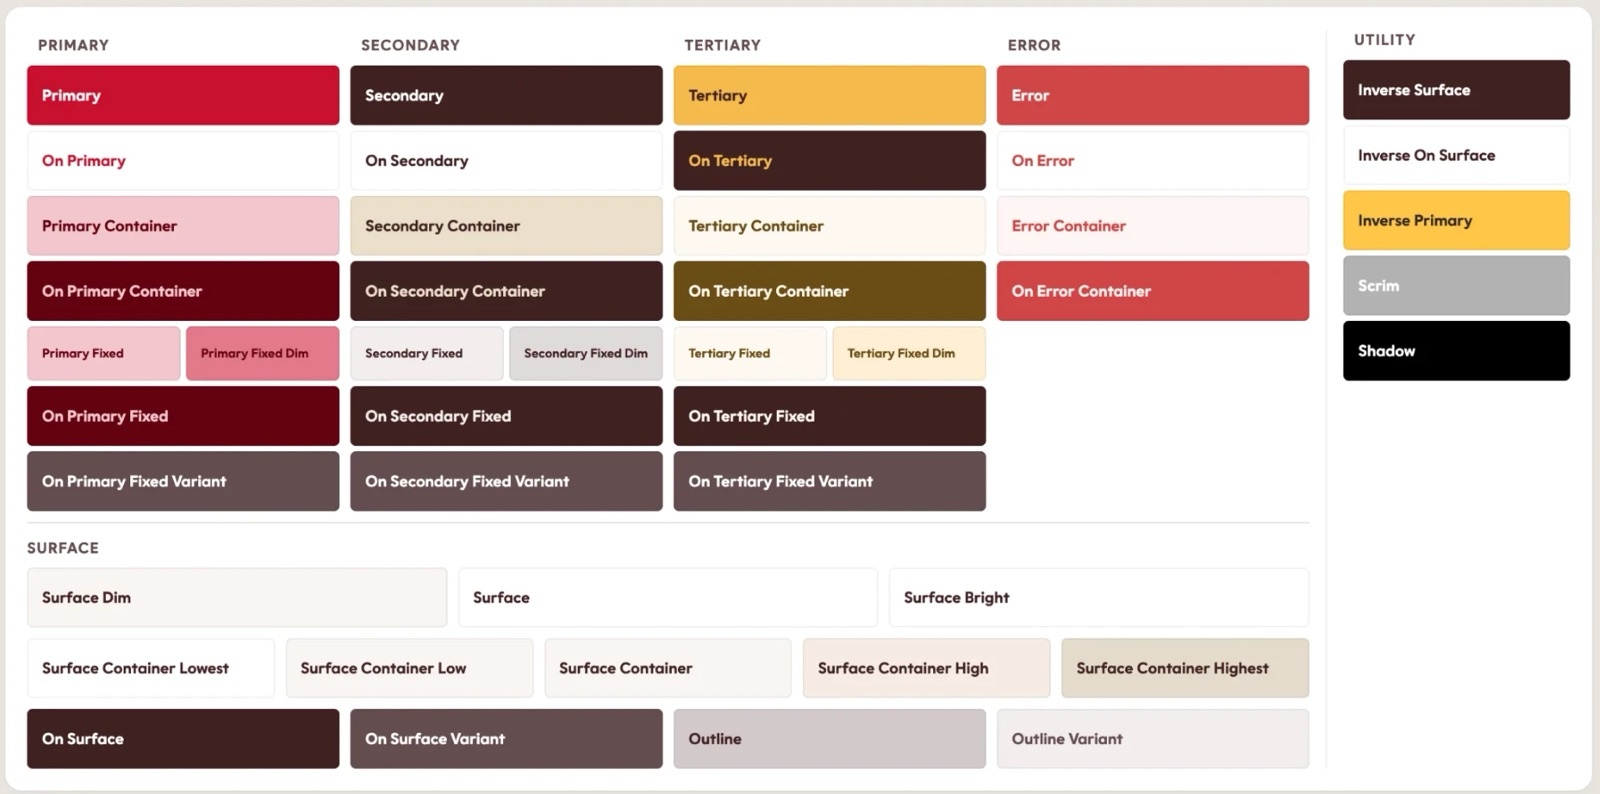 PRIMARY
SECONDARY
TERTIARY
ERROR
UTILITY
Primary
Secondary
Tertiary
Error
Inverse Surface
On Primary
On Secondary
On Tertiary
On Error
Inverse On Surface
Primary Container
Secondary Container
Tertiary Container
Error Container
Inverse Primary
On Primary Container
On Secondary Container
On Tertiary Container
On Error Container
Scrim
Primary Fixed
Primary Fixed Dim
Secondary Fixed
Secondary Fixed Dim
Tertiary Fixed
Tertiary Fixed Dim
Shadow
On Primary Fixed
On Secondary Fixed
On Tertiary Fixed
On Primary Fixed Variant
On Secondary Fixed Variant
On Tertiary Fixed Variant
SURFACE
Surface Dim
Surface
Surface Bright
Surface Container Lowest
Surface Container Low
Surface Container
Surface Container High
Surface Container Highest
On Surface
On Surface Variant
Outline
Outline Variant